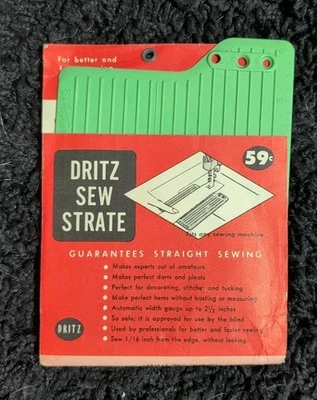 For better and
59c
DRITZ
SEW
STRATE
fits any sewing machine
GUARANTEES STRAIGHT SEWING
Makes experts out of amateurs
Makes perfect darts and pleats
Perfect for decorating, stitches and tucking
Make perfect hems without basting or measuring
Automatic width gauge up to 2½ inches
So safe, it is approved for use by the blind
Used by professionals for better and faster sewing
Sew 1/16 inch from the edge, without looking.
DRITZ